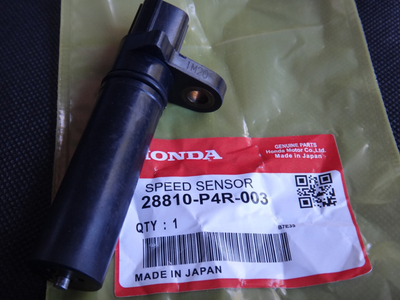 1M20
GENUINE PARTS
Honda Motor Co.,Ltd.
Made in Japan
HONDA
SPEED SENSOR
28810-P4R-003
QTY : 1
MADE IN JAPAN